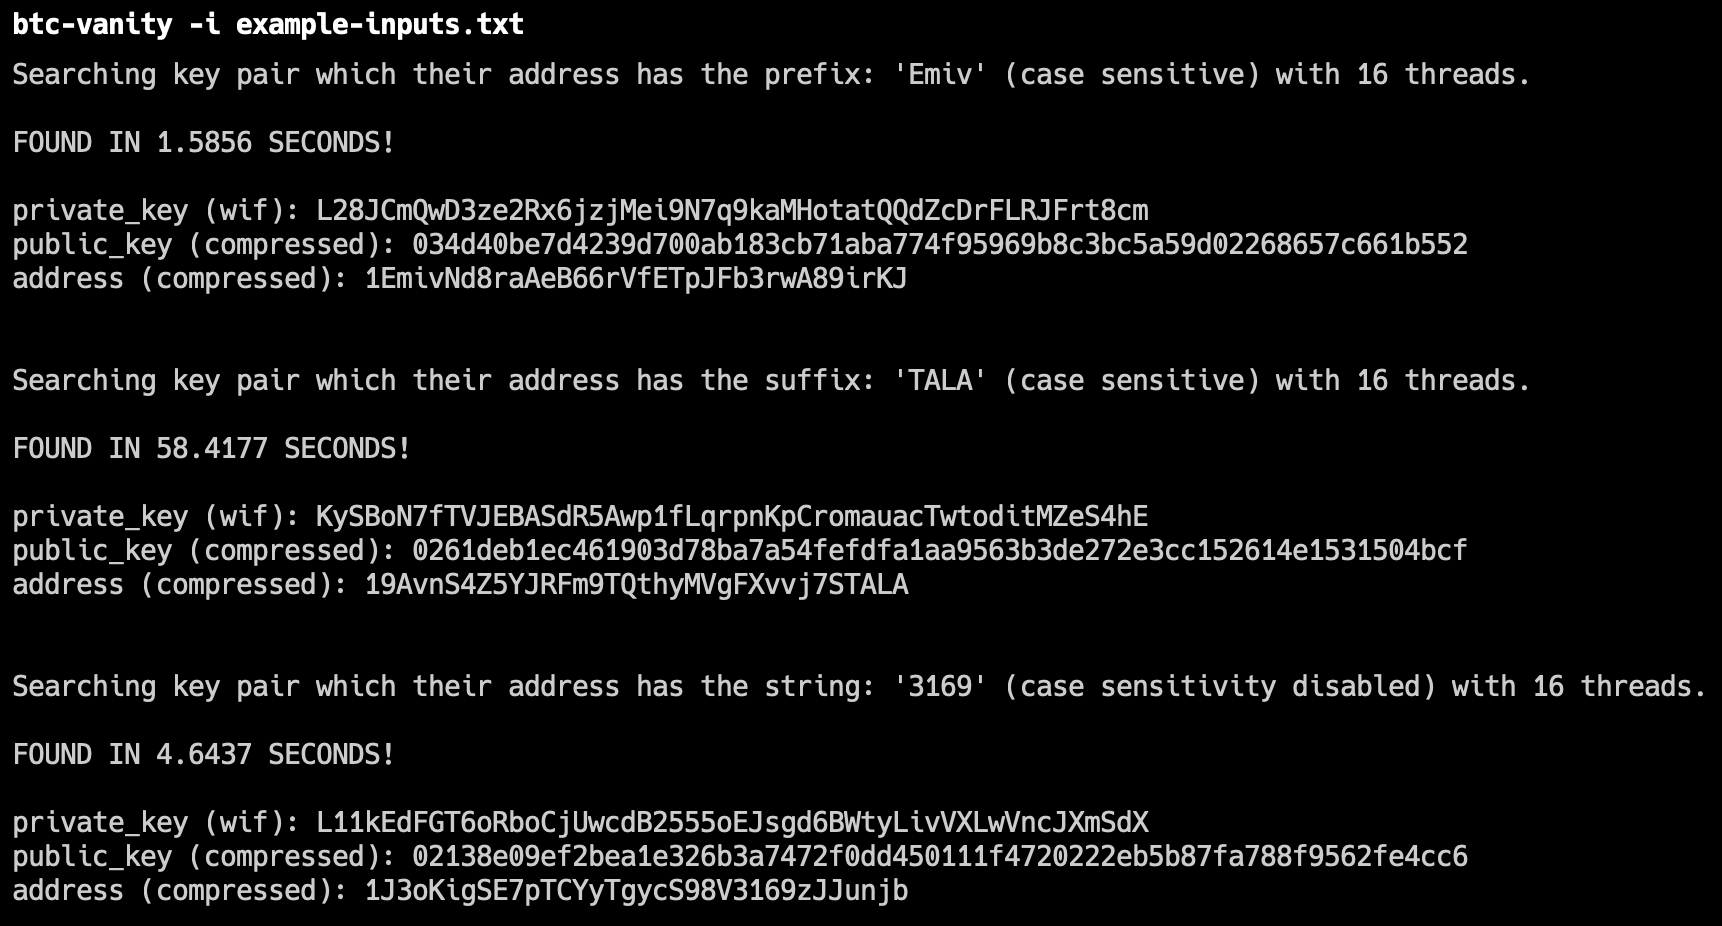 btc-vanity -i example-inputs.txt
Searching key pair which their address has the prefix: 'Emiv' (case sensitive) with 16 threads.
FOUND IN 1.5856 SECONDS!
private_key (wif): L28JCmQwD3ze2Rx6jzjMei9N7q9kaMHotatQQdZcDrFLRJFrt8cm
public_key (compressed): 034d40be7d4239d700ab183cb71aba774f95969b8c3bc5a59d02268657c661b552
address (compressed): 1EmivNd8raAeB66rVfETpJFb3rwA89irKJ
Searching key pair which their address has the suffix: 'TALA' (case sensitive) with 16 threads.
FOUND IN 58.4177 SECONDS!
private_key (wif): KySBoN7fTVJEBASdR5Awp1fLqrpnKpCromauacTwtoditMZeS4hE
public_key (compressed): 0261deb1ec461903d78ba7a54fefdfa1aa9563b3de272e3cc152614e1531504bcf
address (compressed): 19AvnS4Z5YJRFm9TQthyMVgFXvvj7STALA
Searching key pair which their address has the string: '3169' (case sensitivity disabled) with 16 threads.
FOUND IN 4.6437 SECONDS!
private_key (wif): L11kEdFGT6oRboCjUwcdB2555oEJsgd6BWtyLivVXLwVncJXmSdX
public_key (compressed): 02138e09ef2bea1e326b3a7472f0dd450111f4720222eb5b87fa788f9562fe4cc6
address (compressed): 1J3oKigSE7pTCYyTgycS98V3169zJJunjb